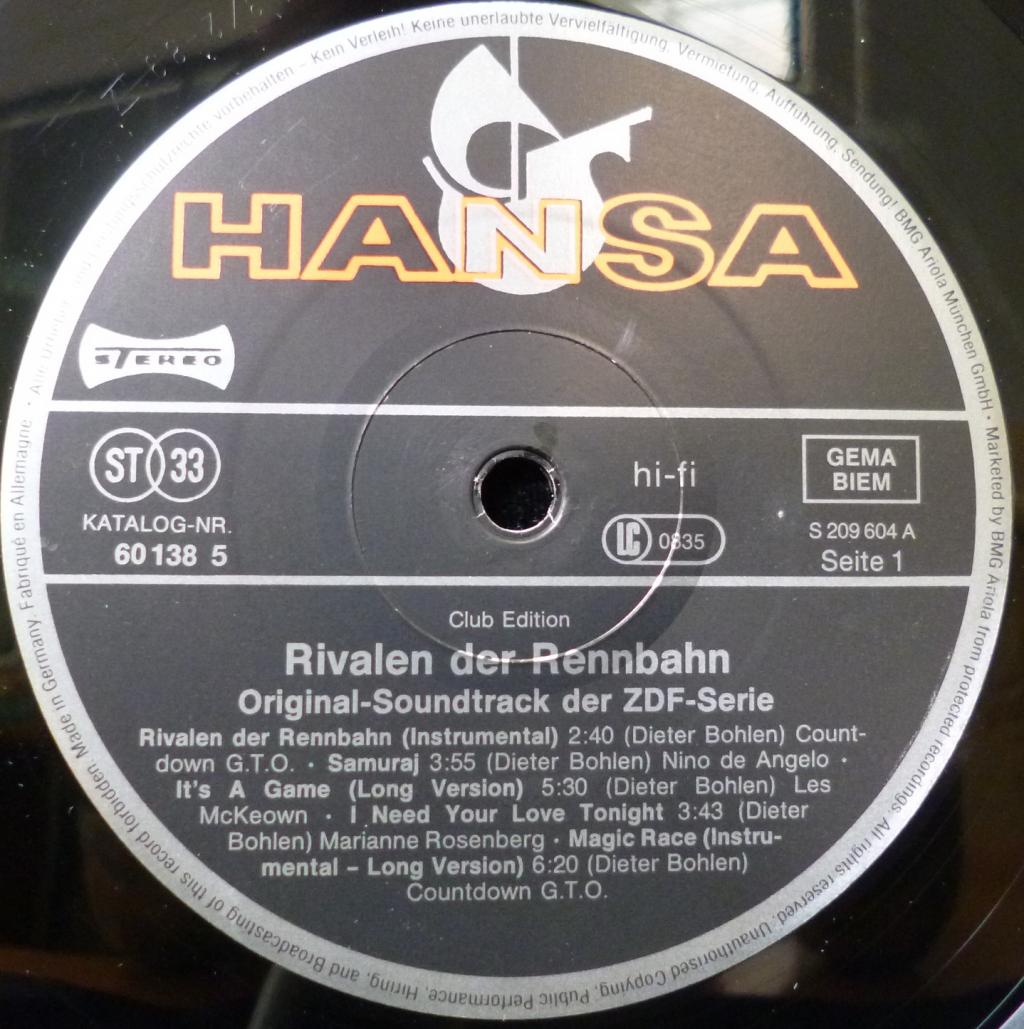 HANSA
STEREO
ST 33
KATALOG-NR.
60 138 5
hi-fi
LC 0835
GEMA
BIEM
S 209 604 A
Seite 1
Club Edition
Rivalen der Rennbahn
Original-Soundtrack der ZDF-Serie
Rivalen der Rennbahn (Instrumental) 2:40 (Dieter Bohlen) Count-
down G.T.O. · Samuraj 3:55 (Dieter Bohlen) Nino de Angelo ·
It's A Game (Long Version) 5:30 (Dieter Bohlen) Les
McKeown · I Need Your Love Tonight 3:43 (Dieter
Bohlen) Marianne Rosenberg · Magic Race (Instru-
mental – Long Version) 6:20 (Dieter Bohlen)
Countdown G.T.O.
vorbehalten – Kein Verleih! Keine unerlaubte Vervielfältigung, Vermietung, Aufführung, Sendung! BMG Ariola München GmbH · Marketed by BMG Ariola from protected recordings. All rights reserved. Unauthorised Copying, Public Performance, Hiring, and Broadcasting of this record forbidden. Made in Germany. Fabriqué en Allemagne · Alle